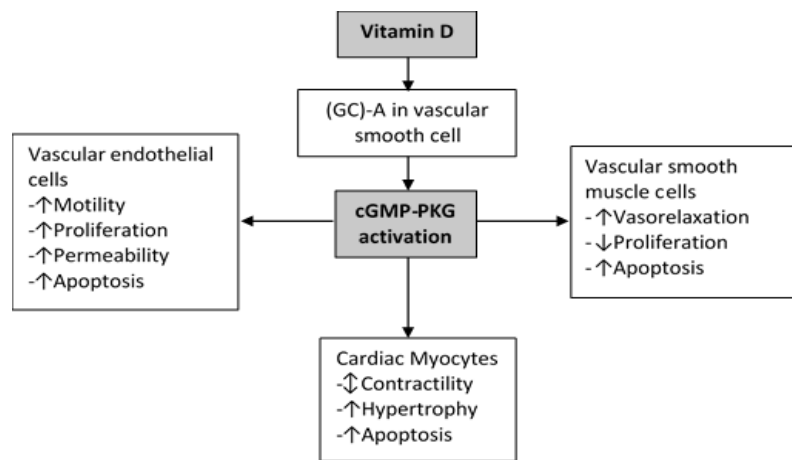 Vitamin D
(GC)-A in vascular
smooth cell
Vascular endothelial
cells
-↑Motility
-↑Proliferation
-↑Permeability
-↑Apoptosis
cGMP-PKG
activation
Vascular smooth
muscle cells
-↑Vasorelaxation
-↓Proliferation
-↑Apoptosis
Cardiac Myocytes
-↕Contractility
-↑Hypertrophy
-↑Apoptosis